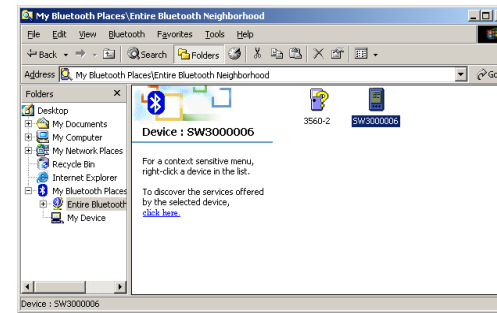 My Bluetooth Places\Entire Bluetooth Neighborhood
File Edit View Bluetooth Favorites Tools Help
Back Search Folders
Address My Bluetooth Places\Entire Bluetooth Neighborhood Go
Folders
Desktop
My Documents
My Computer
My Network Places
Recycle Bin
Internet Explorer
My Bluetooth Places
Entire Bluetooth
My Device
Device : SW3000006
For a context sensitive menu,
right-click a device in the list.
To discover the services offered
by the selected device,
click here.
3560-2 SW3000006
Device : SW3000006